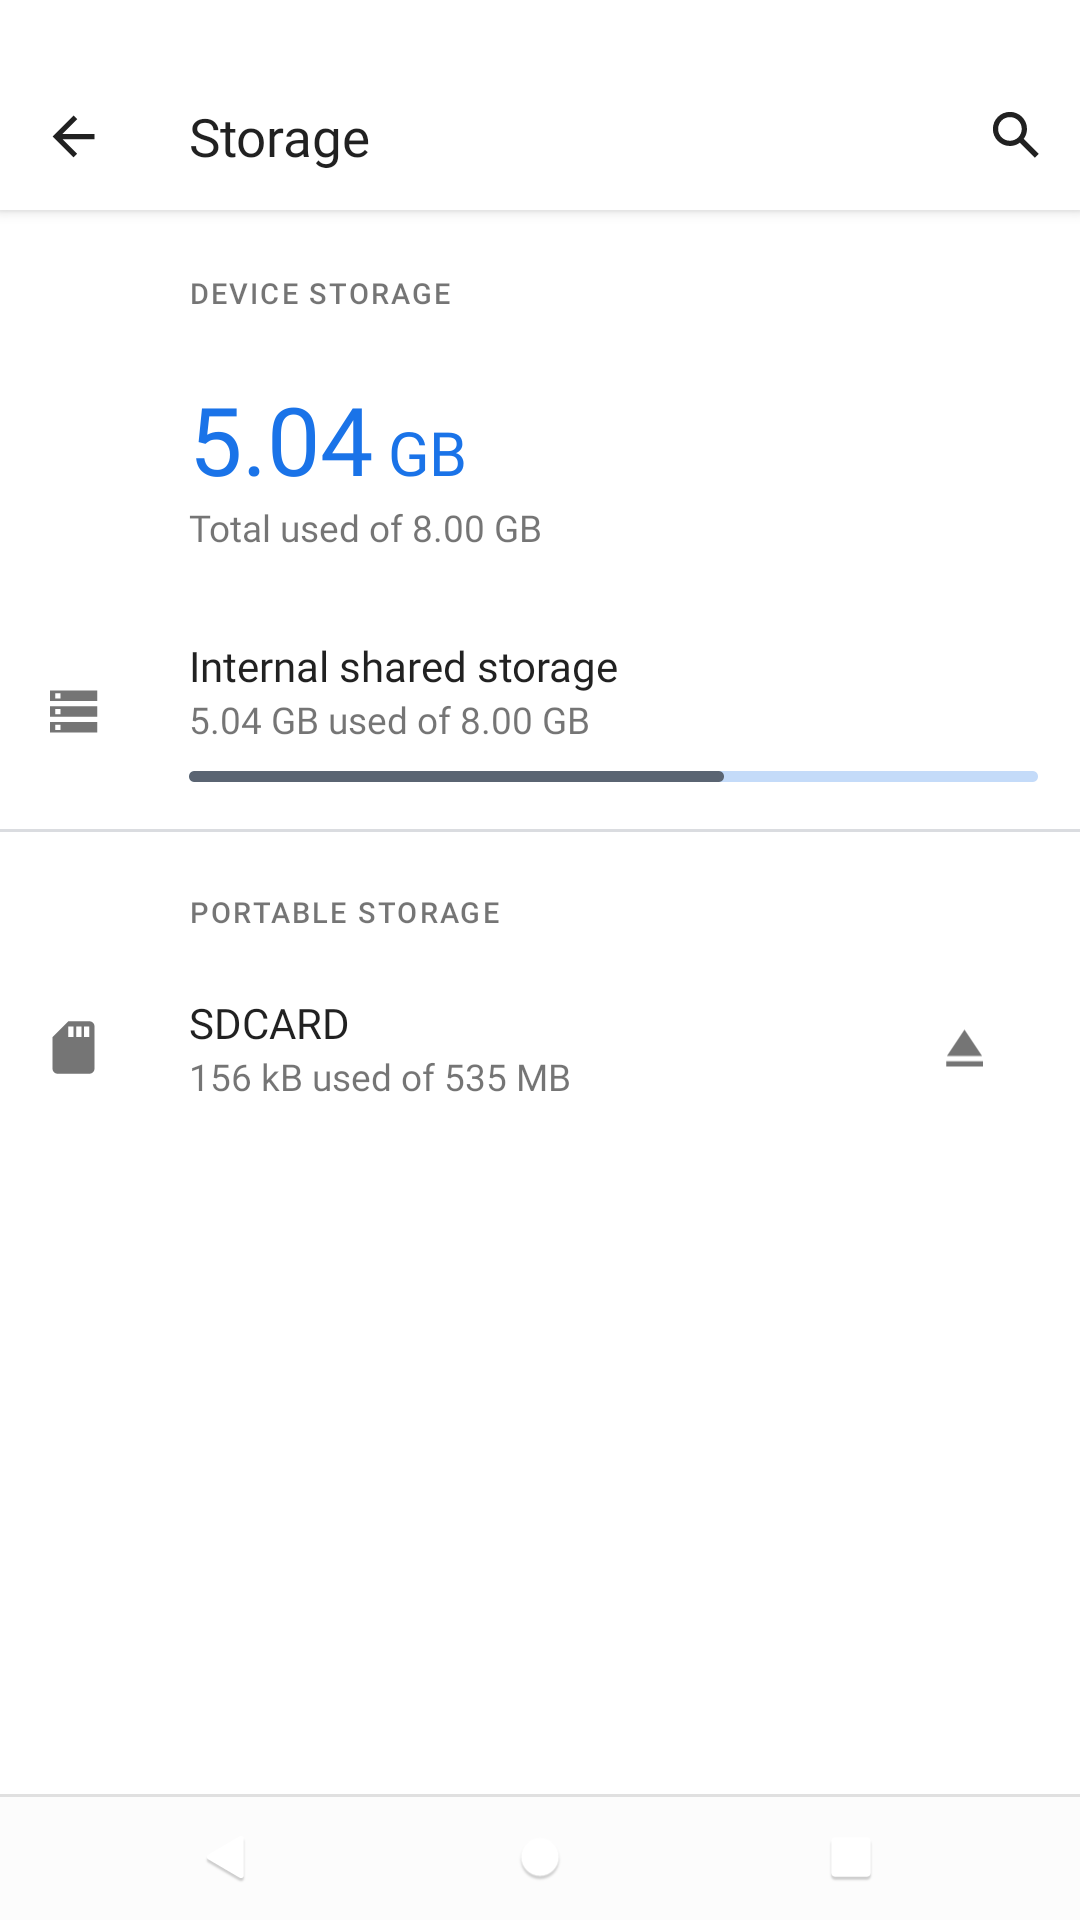 Storage
DEVICE STORAGE
5.04 GB
Total used of 8.00 GB
Internal shared storage
5.04 GB used of 8.00 GB
PORTABLE STORAGE
SDCARD
156 kB used of 535 MB